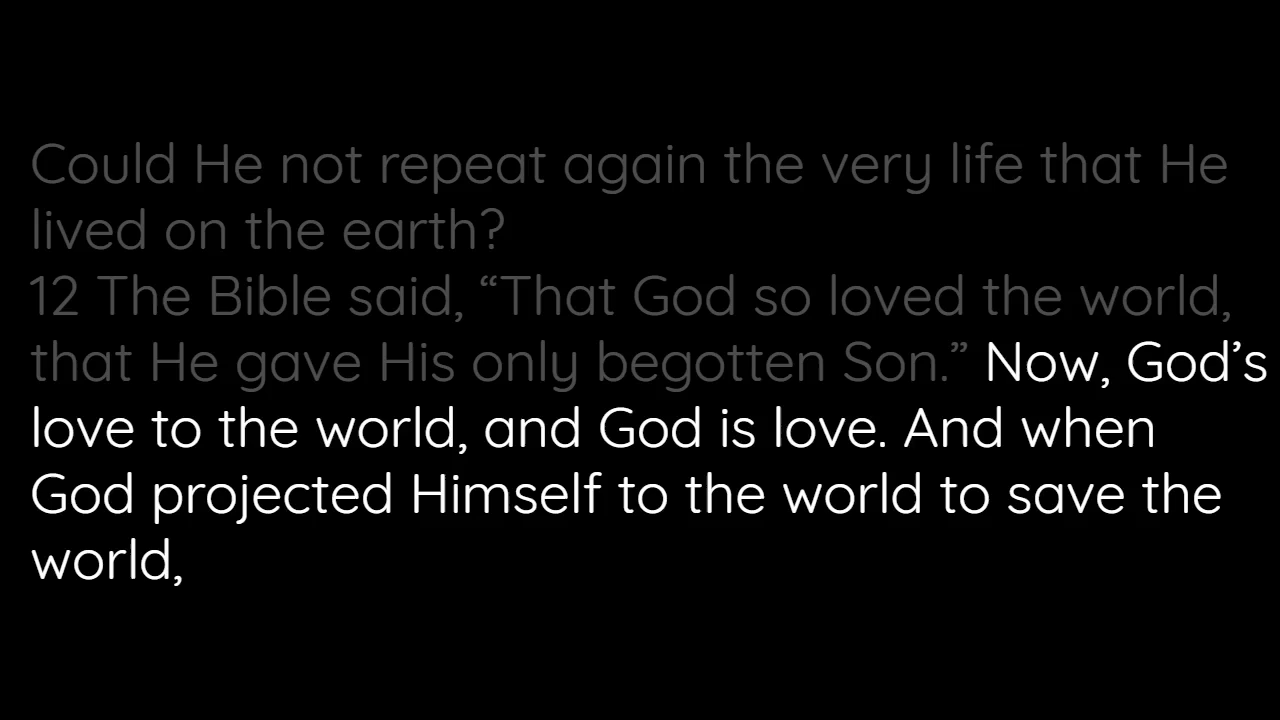 Could He not repeat again the very life that He
lived on the earth?
12 The Bible said, “That God so loved the world,
that He gave His only begotten Son.” Now, God’s
love to the world, and God is love. And when
God projected Himself to the world to save the
world,